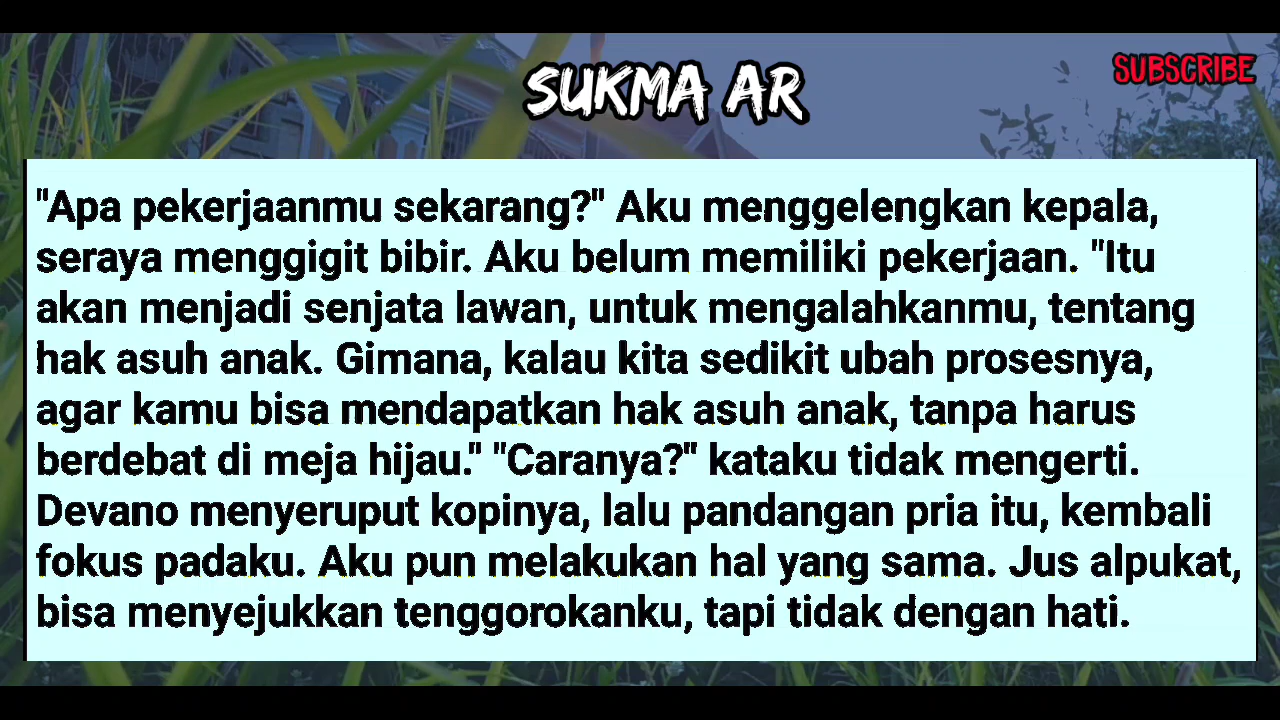 SUKMA AR
SUBSCRIBE
"Apa pekerjaanmu sekarang?" Aku menggelengkan kepala,
seraya menggigit bibir. Aku belum memiliki pekerjaan. "Itu
akan menjadi senjata lawan, untuk mengalahkanmu, tentang
hak asuh anak. Gimana, kalau kita sedikit ubah prosesnya,
agar kamu bisa mendapatkan hak asuh anak, tanpa harus
berdebat di meja hijau." "Caranya?" kataku tidak mengerti.
Devano menyeruput kopinya, lalu pandangan pria itu, kembali
fokus padaku. Aku pun melakukan hal yang sama. Jus alpukat,
bisa menyejukkan tenggorokanku, tapi tidak dengan hati.